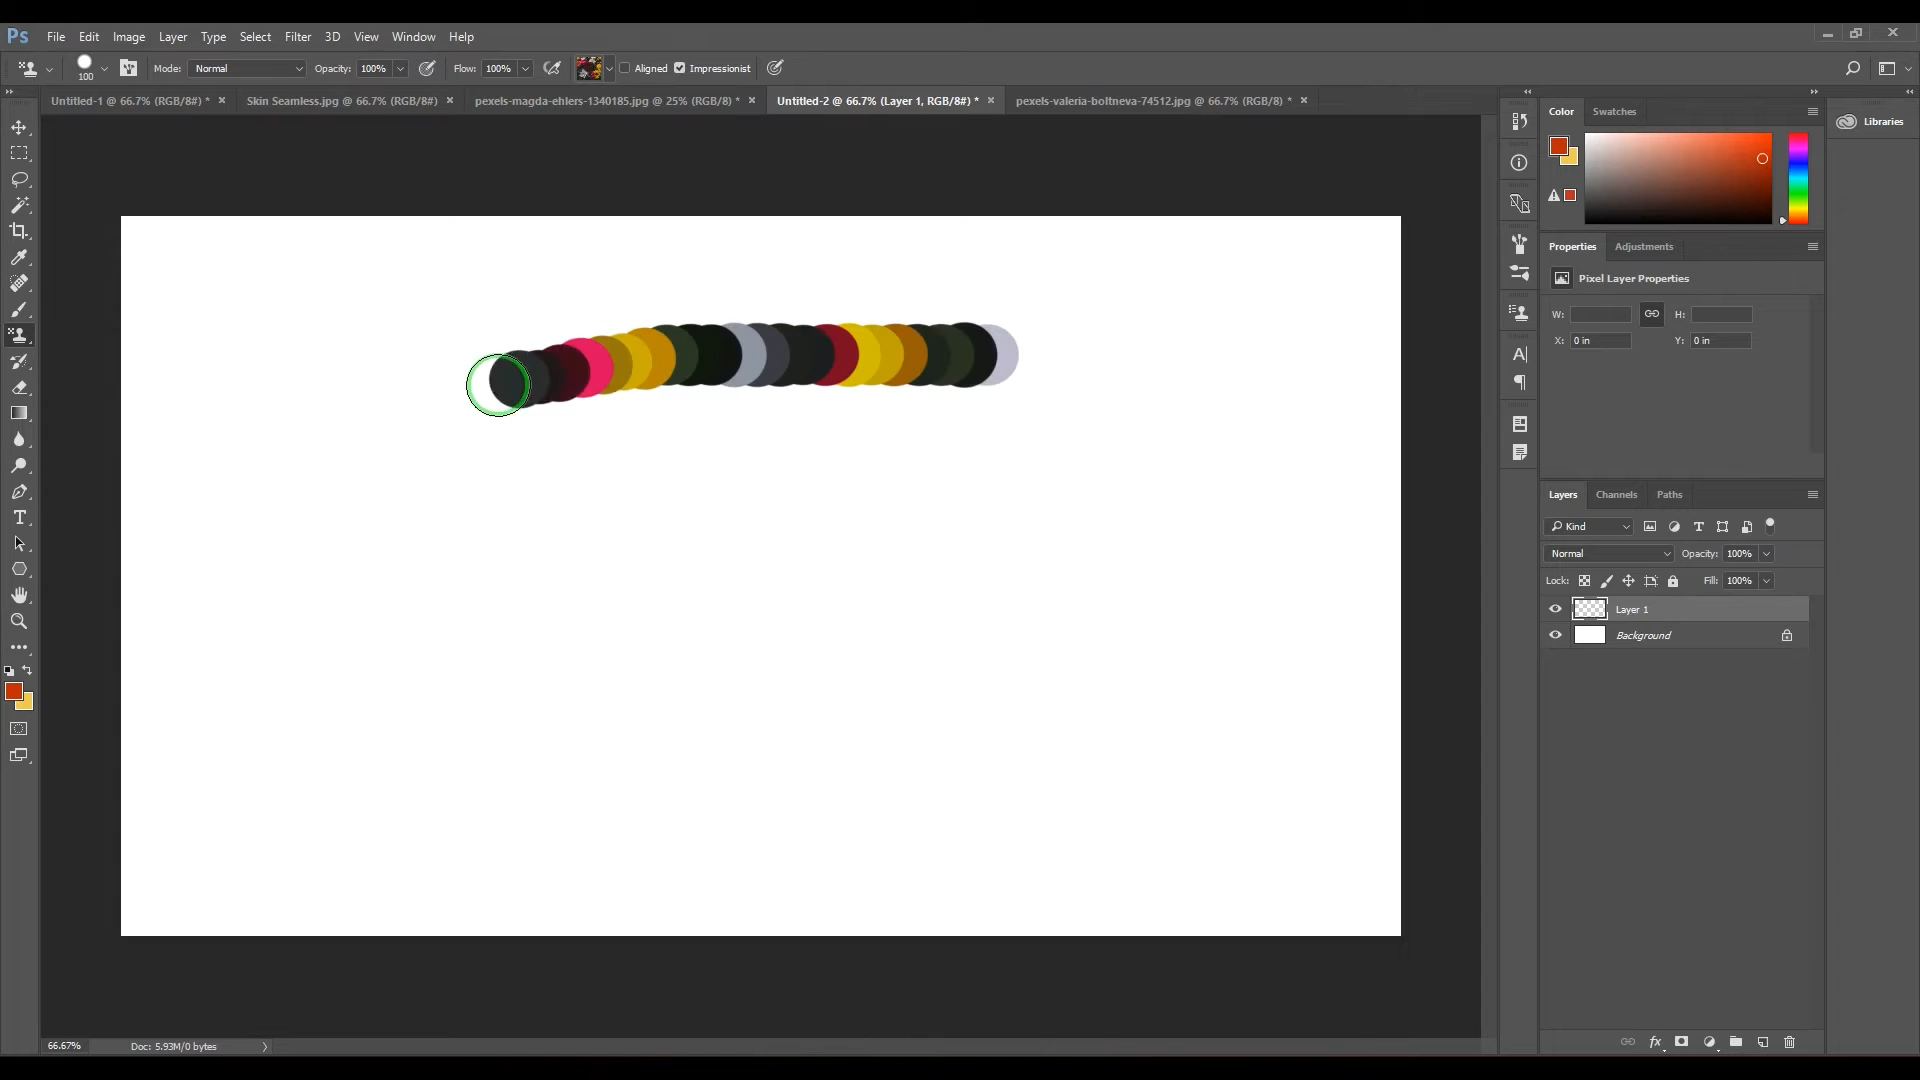 Ps File Edit Image Layer Type Select Filter 3D View Window Help
100 Mode: Normal Opacity: 100% Flow: 100% Aligned Impressionist
Untitled-1 @ 66.7% (RGB/8#) * × Skin Seamless.jpg @ 66.7% (RGB/8#) × pexels-magda-ehlers-1340185.jpg @ 25% (RGB/8) * × Untitled-2 @ 66.7% (Layer 1, RGB/8#) * × pexels-valeria-boltneva-74512.jpg @ 66.7% (RGB/8) * ×
Color Swatches
Libraries
Properties Adjustments
Pixel Layer Properties
W: H:
X: 0 in Y: 0 in
Layers Channels Paths
Kind
Normal Opacity: 100%
Lock: Fill: 100%
Layer 1
Background
66.67% Doc: 5.93M/0 bytes